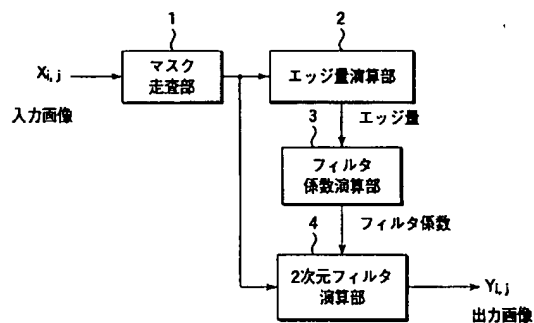 1
2
X i, j
マスク
走査部
エッジ量演算部
入力画像
3
エッジ量
フィルタ
係数演算部
4
フィルタ係数
2次元フィルタ
演算部
Y i, j
出力画像